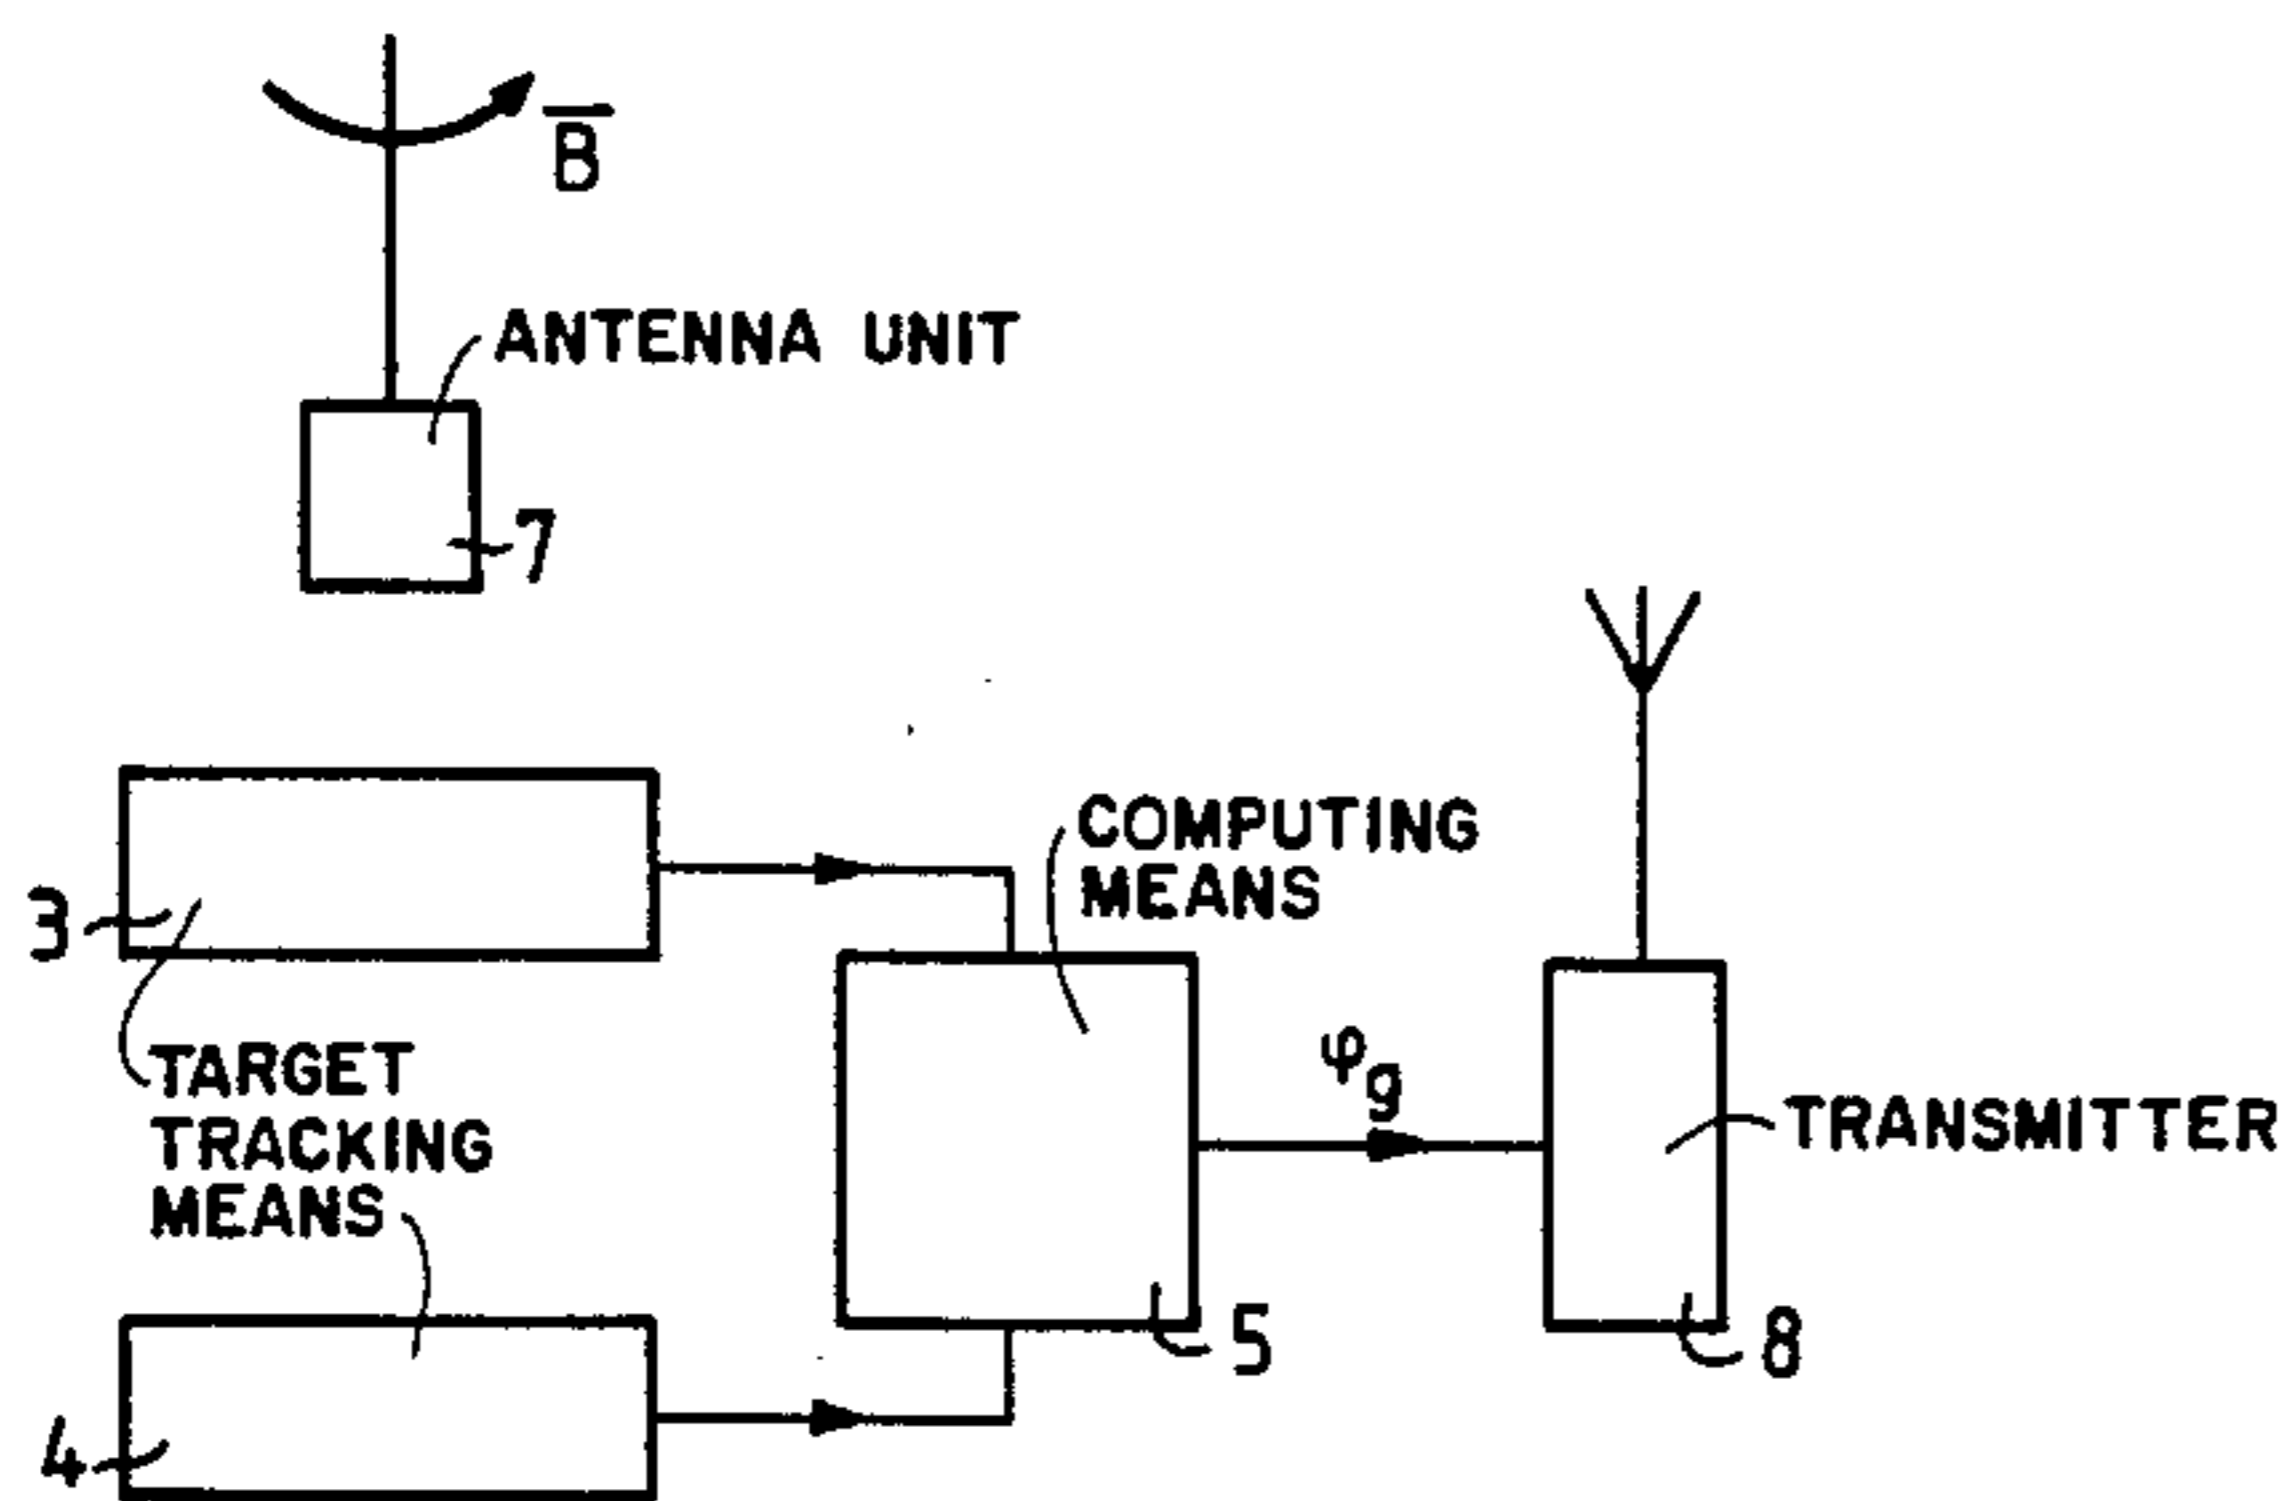 B
ANTENNA UNIT
7
COMPUTING
MEANS
3
TARGET
TRACKING
MEANS
φg
TRANSMITTER
5
8
4